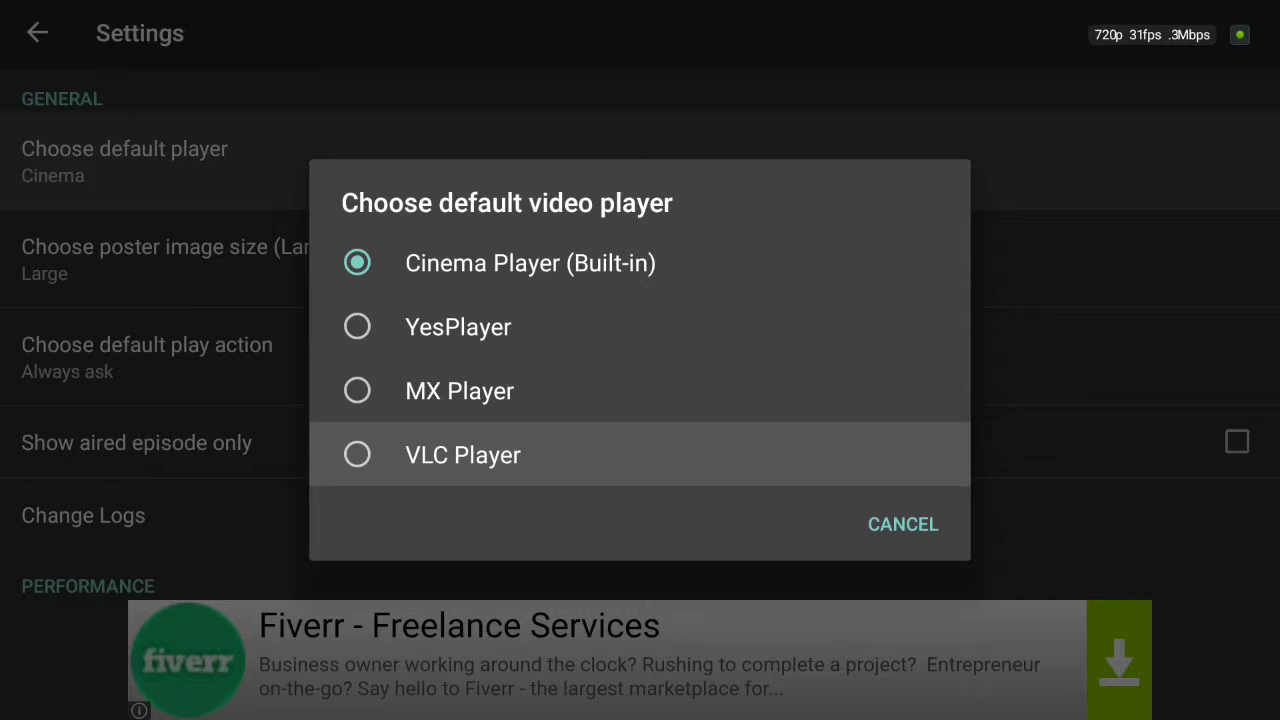 Settings
720p 31fps .3Mbps
GENERAL
Choose default player
Cinema
Choose default video player
Cinema Player (Built-in)
YesPlayer
MX Player
VLC Player
CANCEL
Choose poster image size (Lar
Large
Choose default play action
Always ask
Show aired episode only
Change Logs
PERFORMANCE
fiverr
Fiverr - Freelance Services
Business owner working around the clock? Rushing to complete a project? Entrepreneur
on-the-go? Say hello to Fiverr - the largest marketplace for...